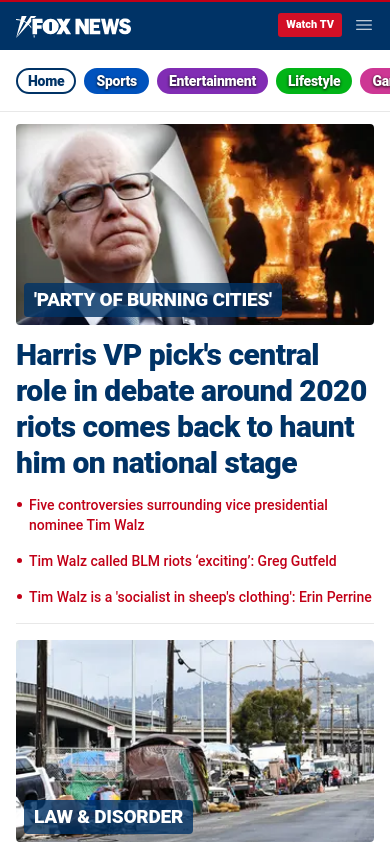 FOX NEWS
Watch TV
Home
Sports
Entertainment
Lifestyle
'PARTY OF BURNING CITIES'
Harris VP pick's central
role in debate around 2020
riots comes back to haunt
him on national stage
• Five controversies surrounding vice presidential
nominee Tim Walz
• Tim Walz called BLM riots ‘exciting’: Greg Gutfeld
• Tim Walz is a 'socialist in sheep's clothing': Erin Perrine
LAW & DISORDER